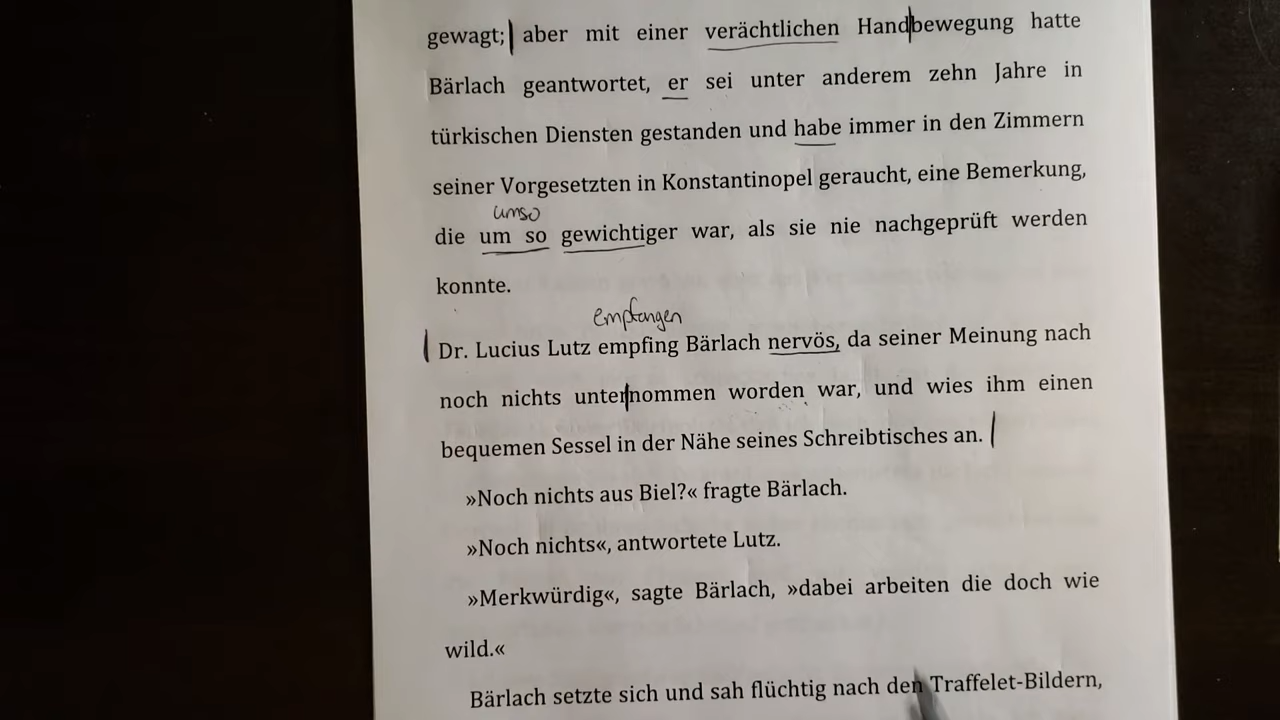 gewagt; aber mit einer verächtlichen Handbewegung hatte
Bärlach geantwortet, er sei unter anderem zehn Jahre in
türkischen Diensten gestanden und habe immer in den Zimmern
seiner Vorgesetzten in Konstantinopel geraucht, eine Bemerkung,
umso
die um so gewichtiger war, als sie nie nachgeprüft werden
konnte.
empfangen
Dr. Lucius Lutz empfing Bärlach nervös, da seiner Meinung nach
noch nichts unternommen worden war, und wies ihm einen
bequemen Sessel in der Nähe seines Schreibtisches an.
»Noch nichts aus Biel?« fragte Bärlach.
»Noch nichts«, antwortete Lutz.
»Merkwürdig«, sagte Bärlach, »dabei arbeiten die doch wie
wild.«
Bärlach setzte sich und sah flüchtig nach den Traffelet-Bildern,